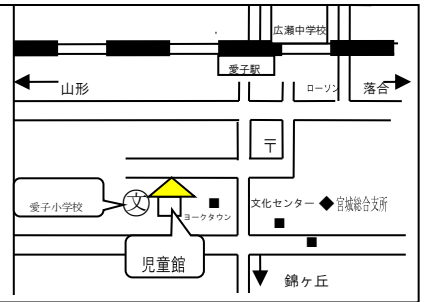 広瀬中学校
愛子駅
山形
ローソン
落合
〒
愛子小学校
文
ヨークタウン
文化センター
宮城総合支所
児童館
錦ヶ丘